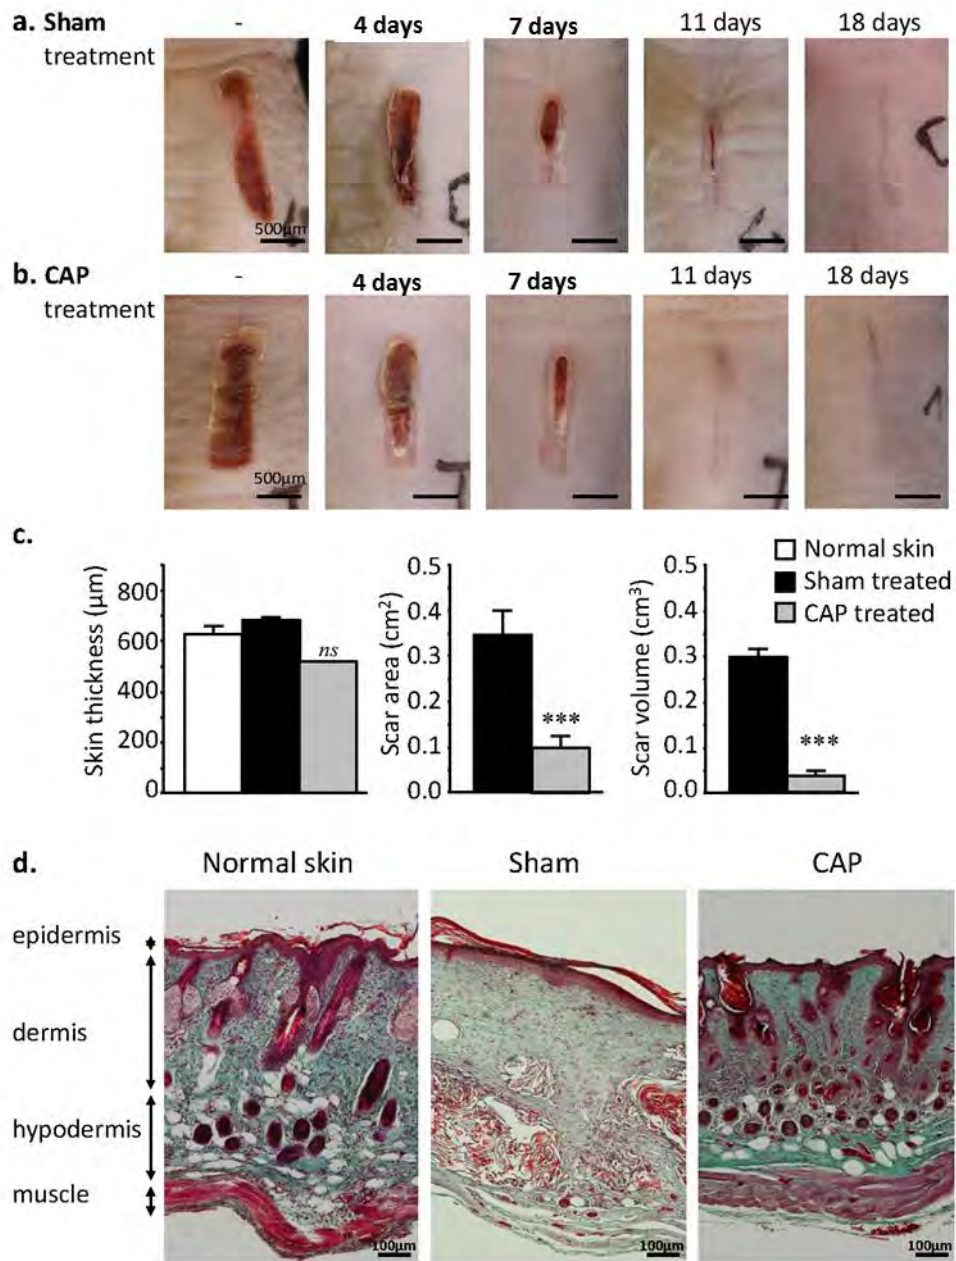 a. Sham - 4 days 7 days 11 days 18 days
treatment
500µm
b. CAP - 4 days 7 days 11 days 18 days
treatment
500µm
c.
Normal skin
Sham treated
CAP treated
Skin thickness (µm)
800
600
400
200
0
ns
Scar area (cm²)
0.5
0.4
0.3
0.2
0.1
0.0
***
Scar volume (cm³)
0.5
0.4
0.3
0.2
0.1
0.0
***
d. Normal skin Sham CAP
epidermis
dermis
hypodermis
muscle
100µm 100µm 100µm